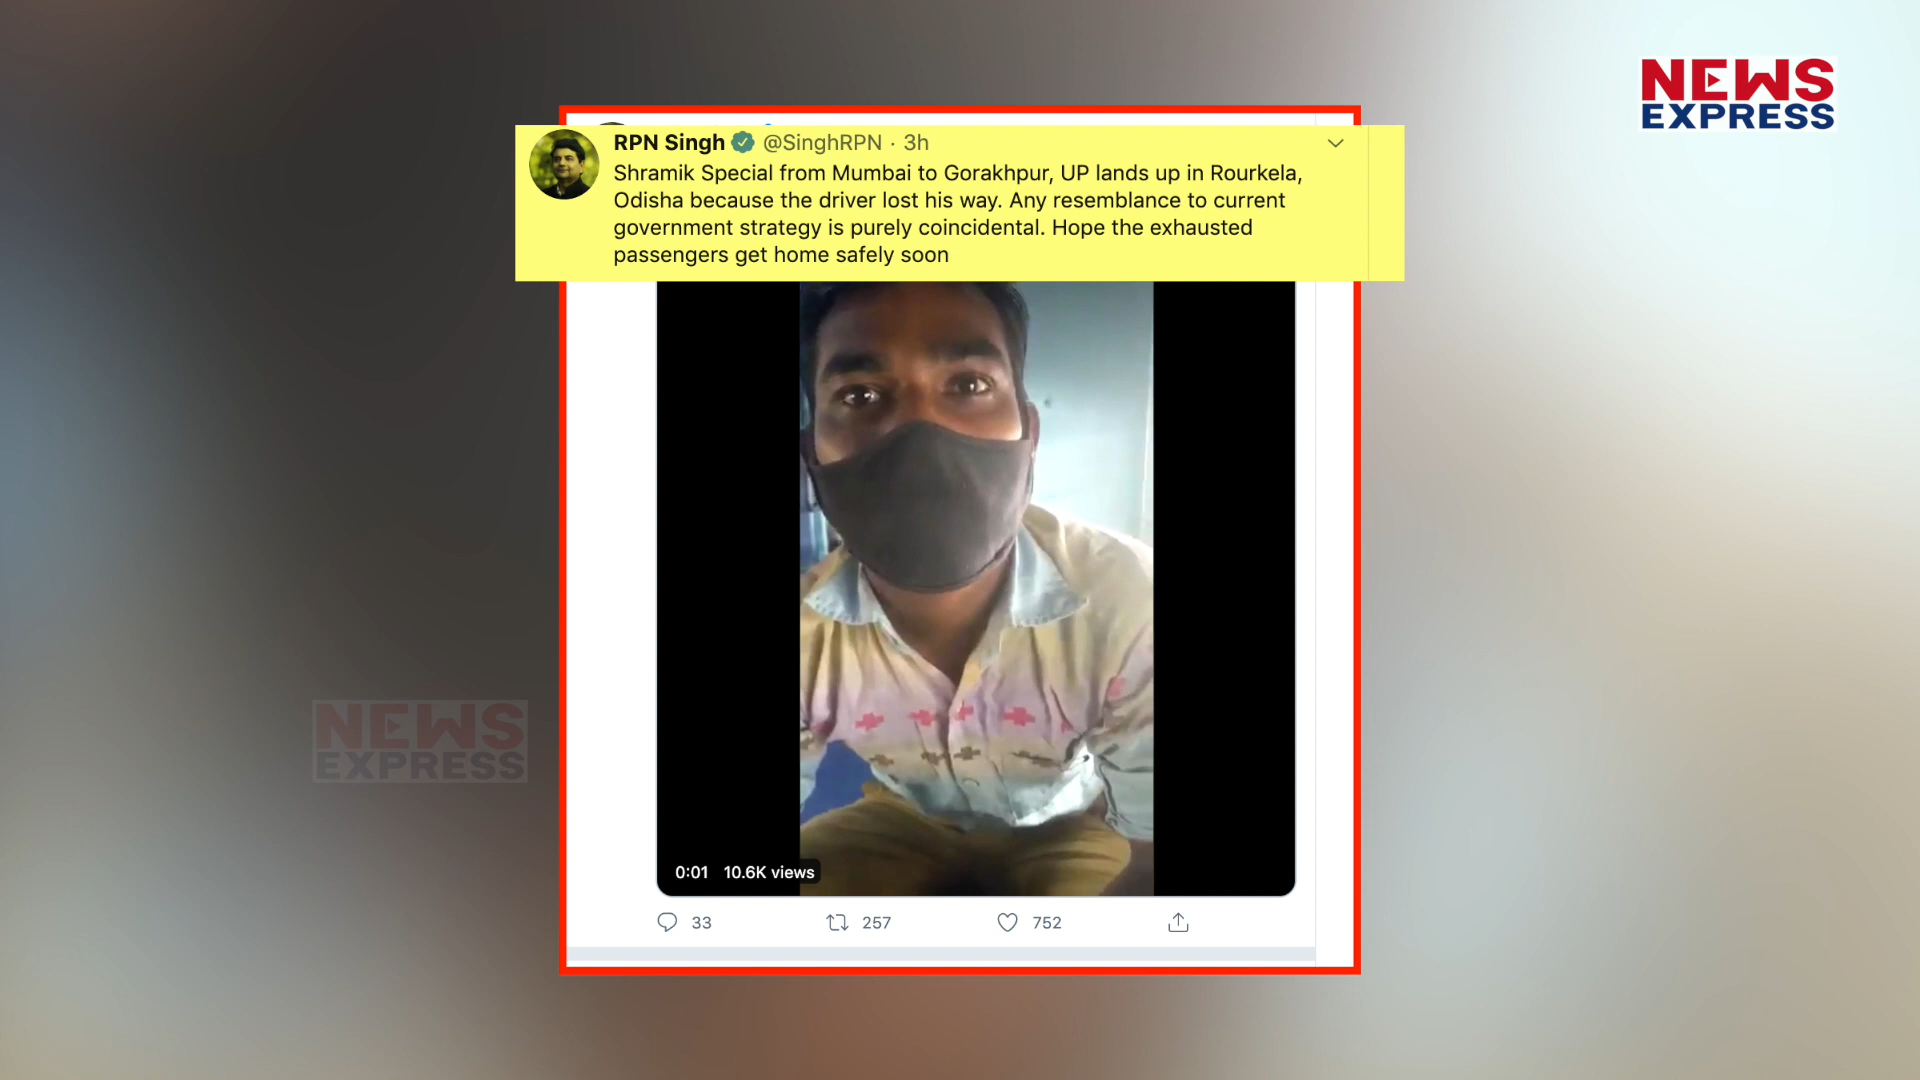 NEWS
EXPRESS
RPN Singh @SinghRPN · 3h
Shramik Special from Mumbai to Gorakhpur, UP lands up in Rourkela,
Odisha because the driver lost his way. Any resemblance to current
government strategy is purely coincidental. Hope the exhausted
passengers get home safely soon
NEWS
EXPRESS
0:01 10.6K views
33 257 752